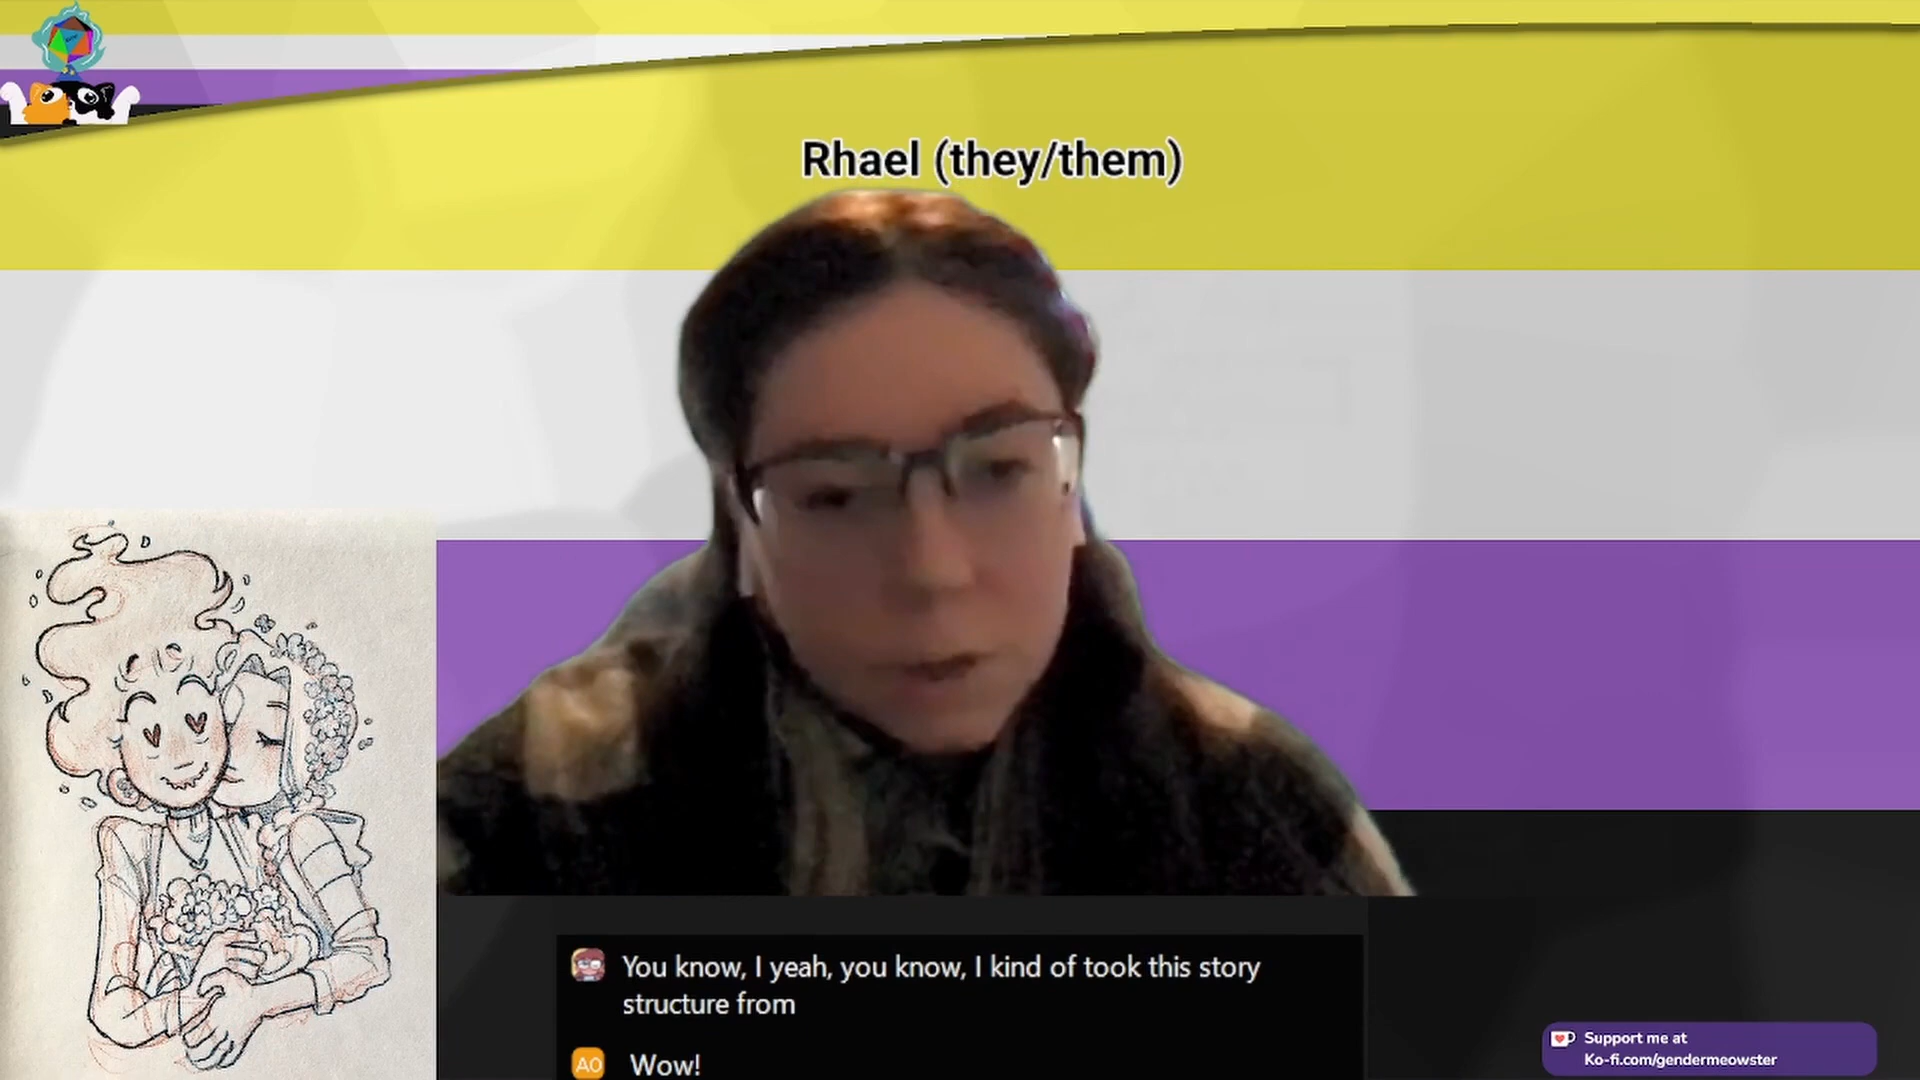 Rhael (they/them)
You know, I yeah, you know, I kind of took this story
structure from
AO Wow!
Support me at
Ko-fi.com/gendermeowster